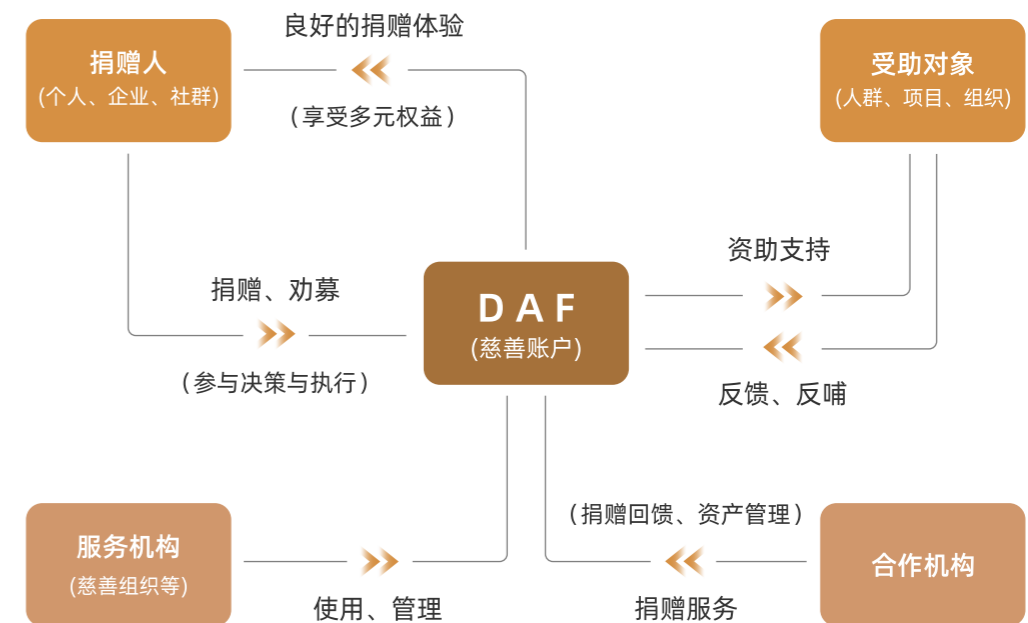 良好的捐赠体验
捐赠人
(个人、企业、社群)
(享受多元权益)
受助对象
(人群、项目、组织)
资助支持
捐赠、劝募
(参与决策与执行)
DAF
(慈善账户)
反馈、反哺
服务机构
(慈善组织等)
使用、管理
(捐赠回馈、资产管理)
捐赠服务
合作机构